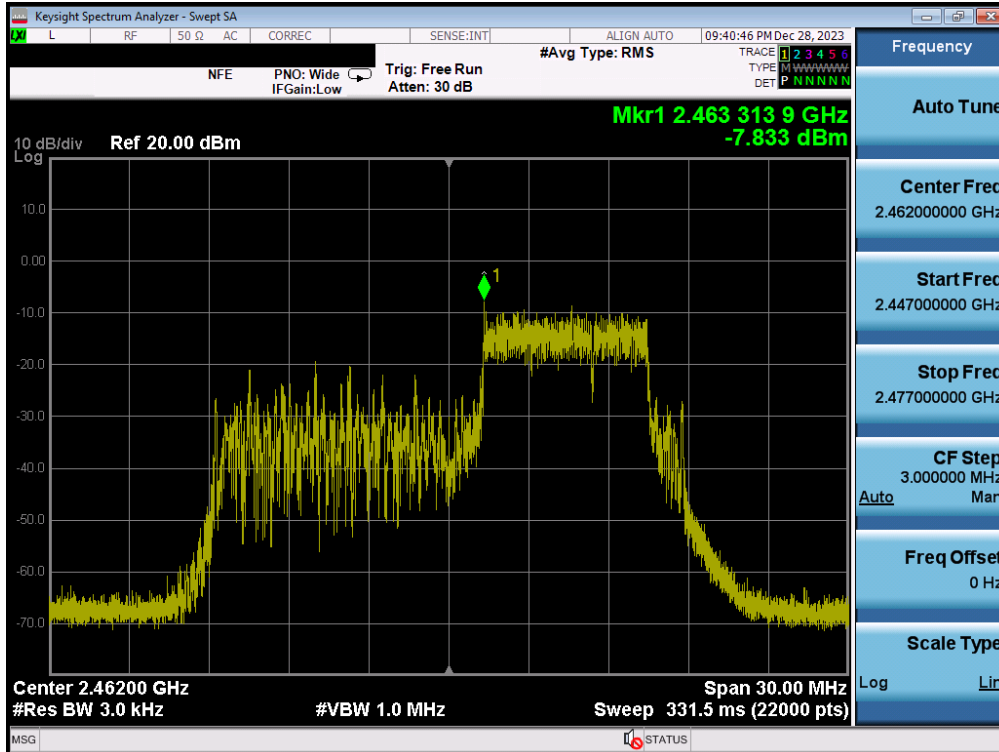 Keysight Spectrum Analyzer - Swept SA
LXI L RF 50 Ω AC CORREC SENSE:INT ALIGN AUTO 09:40:46 PM Dec 28, 2023
NFE PNO: Wide Trig: Free Run #Avg Type: RMS TRACE 1 2 3 4 5 6
IFGain:Low Atten: 30 dB TYPE M WWWWW
DET P N N N N N
Mkr1 2.463 313 9 GHz
-7.833 dBm
10 dB/div Ref 20.00 dBm
Log
10.0
0.00
1
-10.0
-20.0
-30.0
-40.0
-50.0
-60.0
-70.0
Center 2.46200 GHz Span 30.00 MHz
#Res BW 3.0 kHz #VBW 1.0 MHz Sweep 331.5 ms (22000 pts)
MSG STATUS
Frequency
Auto Tune
Center Freq
2.462000000 GHz
Start Freq
2.447000000 GHz
Stop Freq
2.477000000 GHz
CF Step
3.000000 MHz
Auto Man
Freq Offset
0 Hz
Scale Type
Log Lin